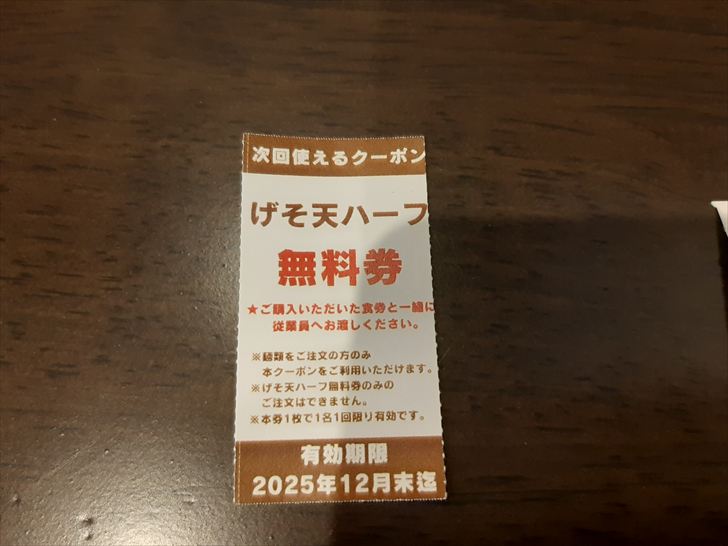 次回使えるクーポン
げそ天ハーフ
無料券
★ご購入いただいた食券と一緒に
従業員へお渡しください。
※麺類をご注文の方のみ
本クーポンをご利用いただけます。
※げそ天ハーフ無料券のみの
ご注文はできません。
※本券1枚で1名1回限り有効です。
有効期限
2025年12月末迄